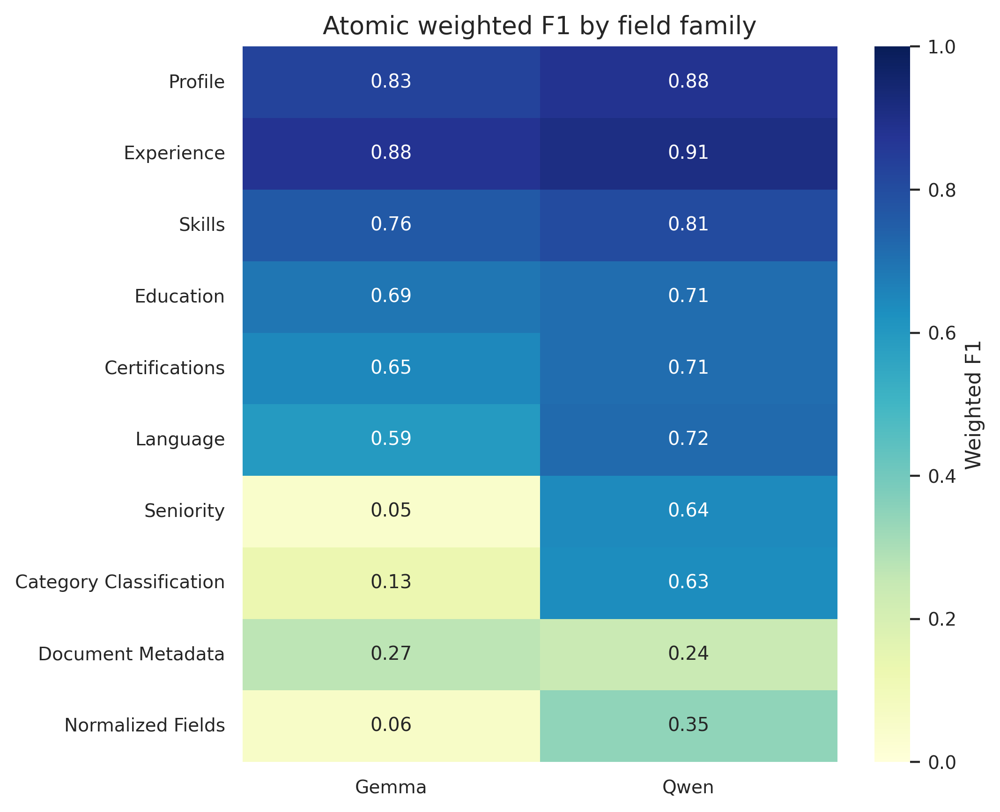 Atomic weighted F1 by field family
Profile 0.83 0.88
Experience 0.88 0.91
Skills 0.76 0.81
Education 0.69 0.71
Certifications 0.65 0.71
Language 0.59 0.72
Seniority 0.05 0.64
Category Classification 0.13 0.63
Document Metadata 0.27 0.24
Normalized Fields 0.06 0.35
Gemma Qwen
1.0
0.8
0.6
0.4
0.2
0.0
Weighted F1